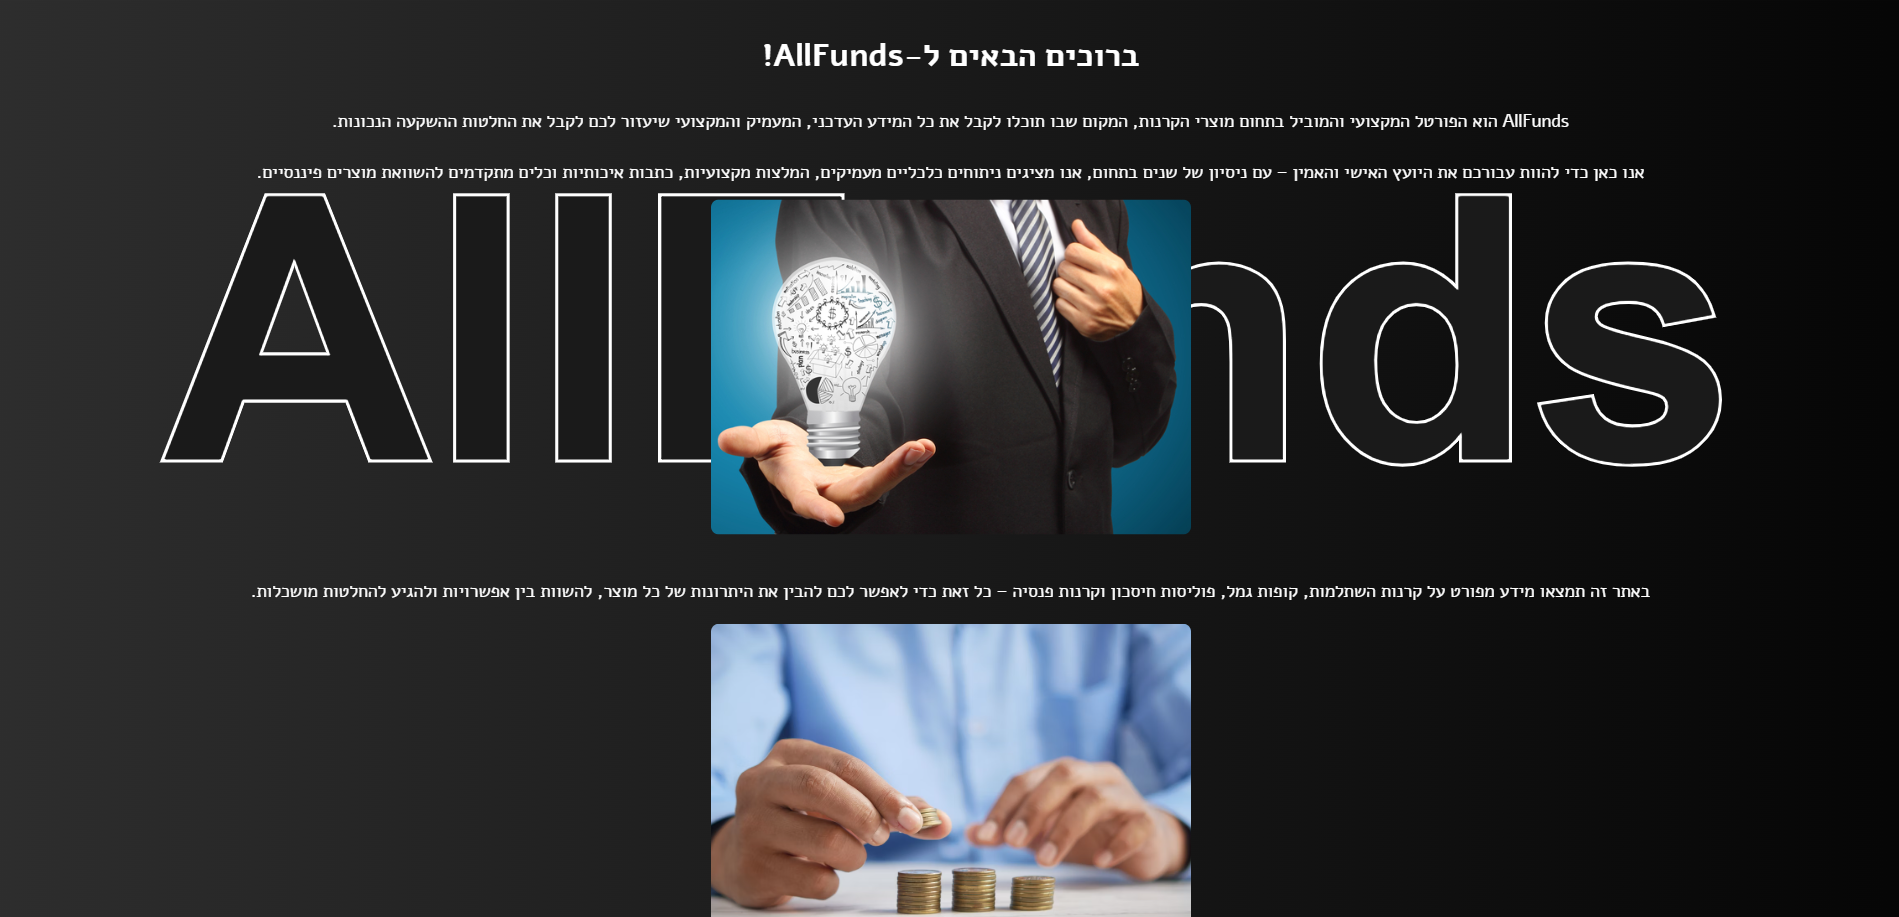 ברוכים הבאים ל-AllFunds!
AllFunds הוא הפורטל המקצועי והמוביל בתחום מוצרי הקרנות, המקום שבו תוכלו לקבל את כל המידע העדכני, המעמיק והמקצועי שיעזור לכם לקבל את החלטות ההשקעה הנכונות.
אנו כאן כדי להוות עבורכם את היועץ האישי והאמין – עם ניסיון של שנים בתחום, אנו מציגים ניתוחים כלכליים מעמיקים, המלצות מקצועיות, כתבות איכותיות וכלים מתקדמים להשוואת מוצרים פיננסיים.
All nds
באתר זה תמצאו מידע מפורט על קרנות השתלמות, קופות גמל, פוליסות חיסכון וקרנות פנסיה – כל זאת כדי לאפשר לכם להבין את היתרונות של כל מוצר, להשוות בין אפשרויות ולהגיע להחלטות מושכלות.